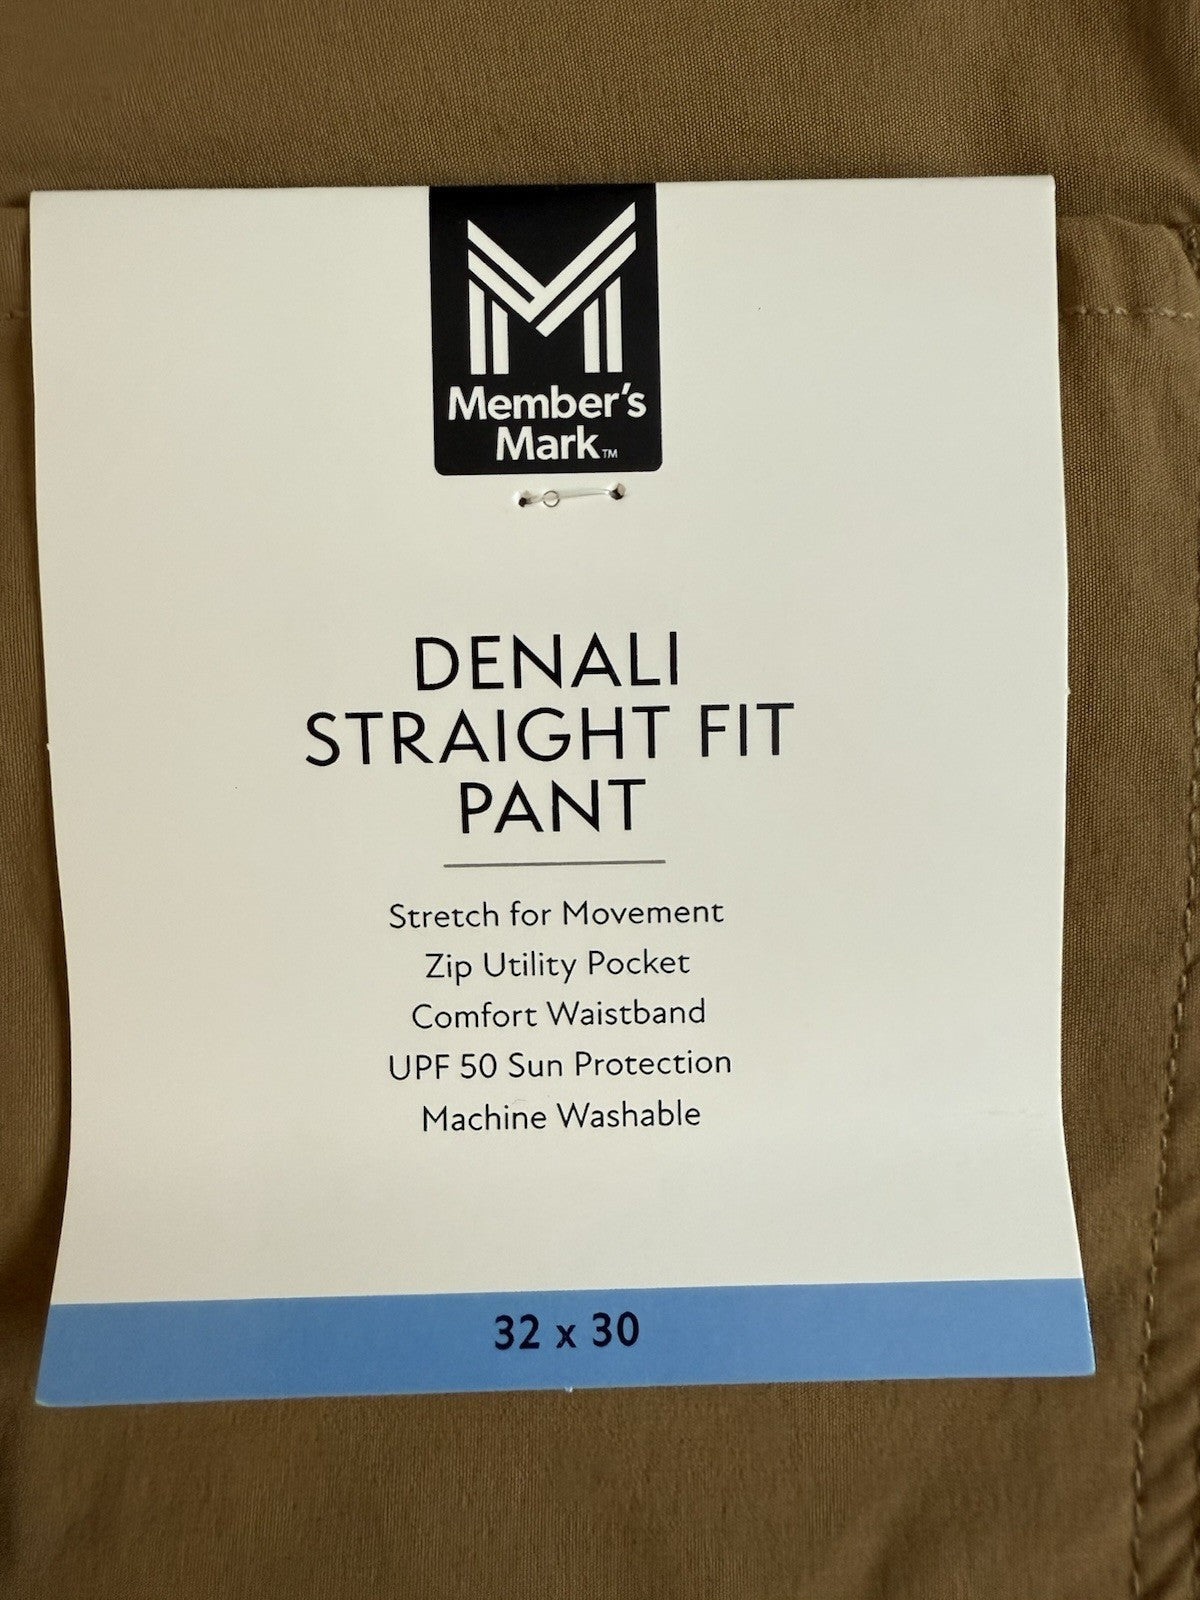 Member's
Mark™
DENALI
STRAIGHT FIT
PANT
Stretch for Movement
Zip Utility Pocket
Comfort Waistband
UPF 50 Sun Protection
Machine Washable
32 x 30